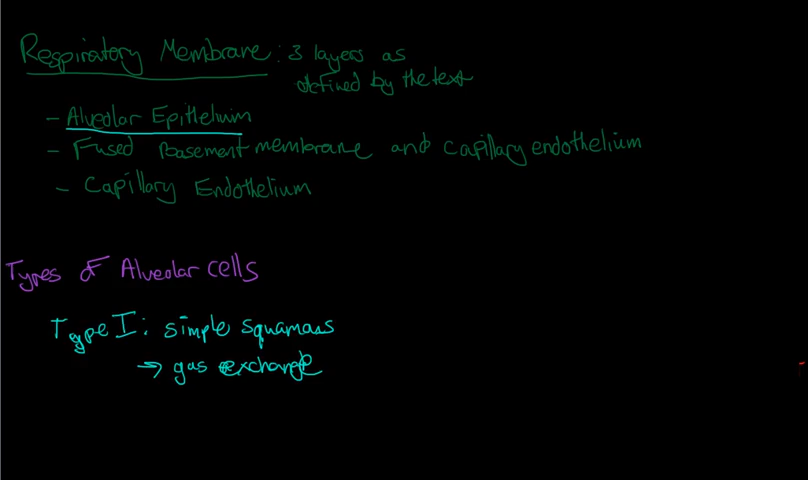 Respiratory Membrane: 3 layers as
defined by the text
- Alveolar Epithelium
- Fused Basement membrane and capillary endothelium
- Capillary Endothelium
Types of Alveolar cells
Type I: simple squamass
→ gas exchange